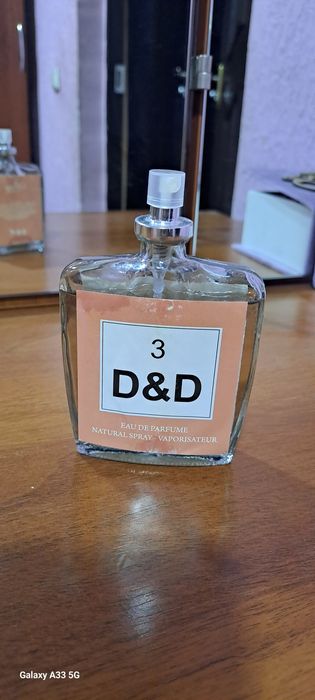 3
D&D
EAU DE PARFUME
NATURAL SPRAY VAPORISATEUR
Galaxy A33 5G